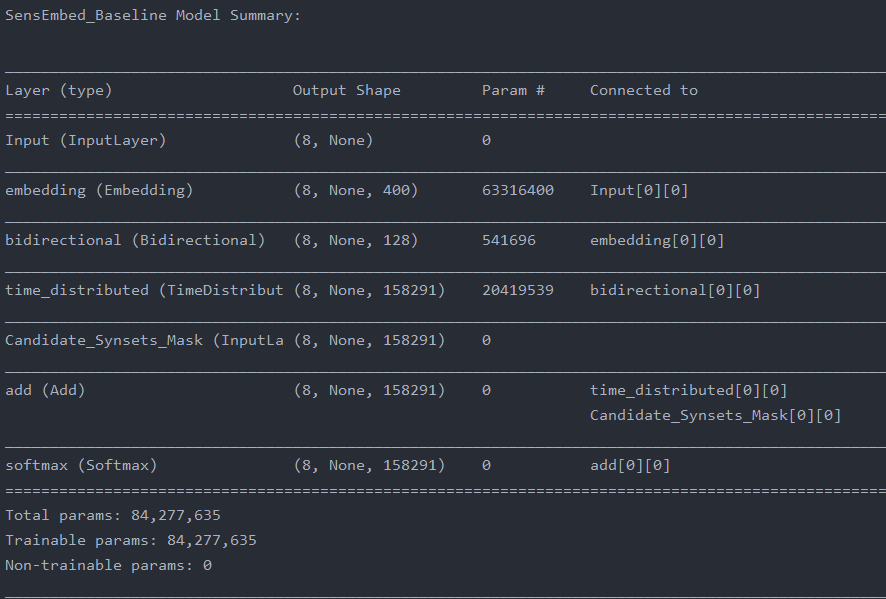 SensEmbed_Baseline Model Summary:
Layer (type) Output Shape Param # Connected to
Input (InputLayer) (8, None) 0
embedding (Embedding) (8, None, 400) 63316400 Input[0][0]
bidirectional (Bidirectional) (8, None, 128) 541696 embedding[0][0]
time_distributed (TimeDistribut (8, None, 158291) 20419539 bidirectional[0][0]
Candidate_Synsets_Mask (InputLa (8, None, 158291) 0
add (Add) (8, None, 158291) 0 time_distributed[0][0]
Candidate_Synsets_Mask[0][0]
softmax (Softmax) (8, None, 158291) 0 add[0][0]
Total params: 84,277,635
Trainable params: 84,277,635
Non-trainable params: 0